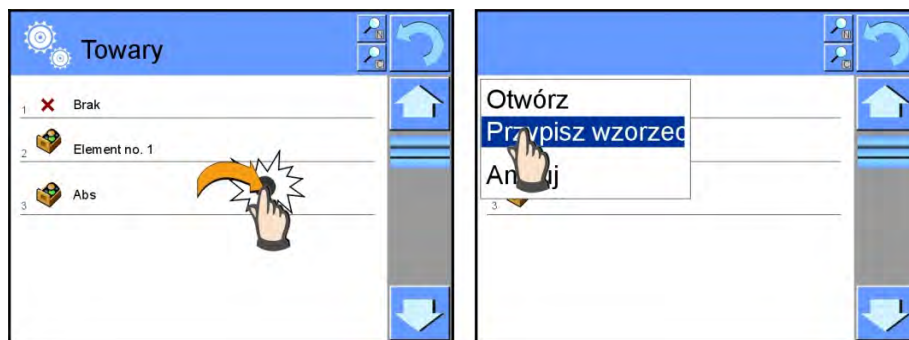 Towary
1 Brak
2 Element no. 1
3 Abs
Otwórz
Przypisz wzorzec
3